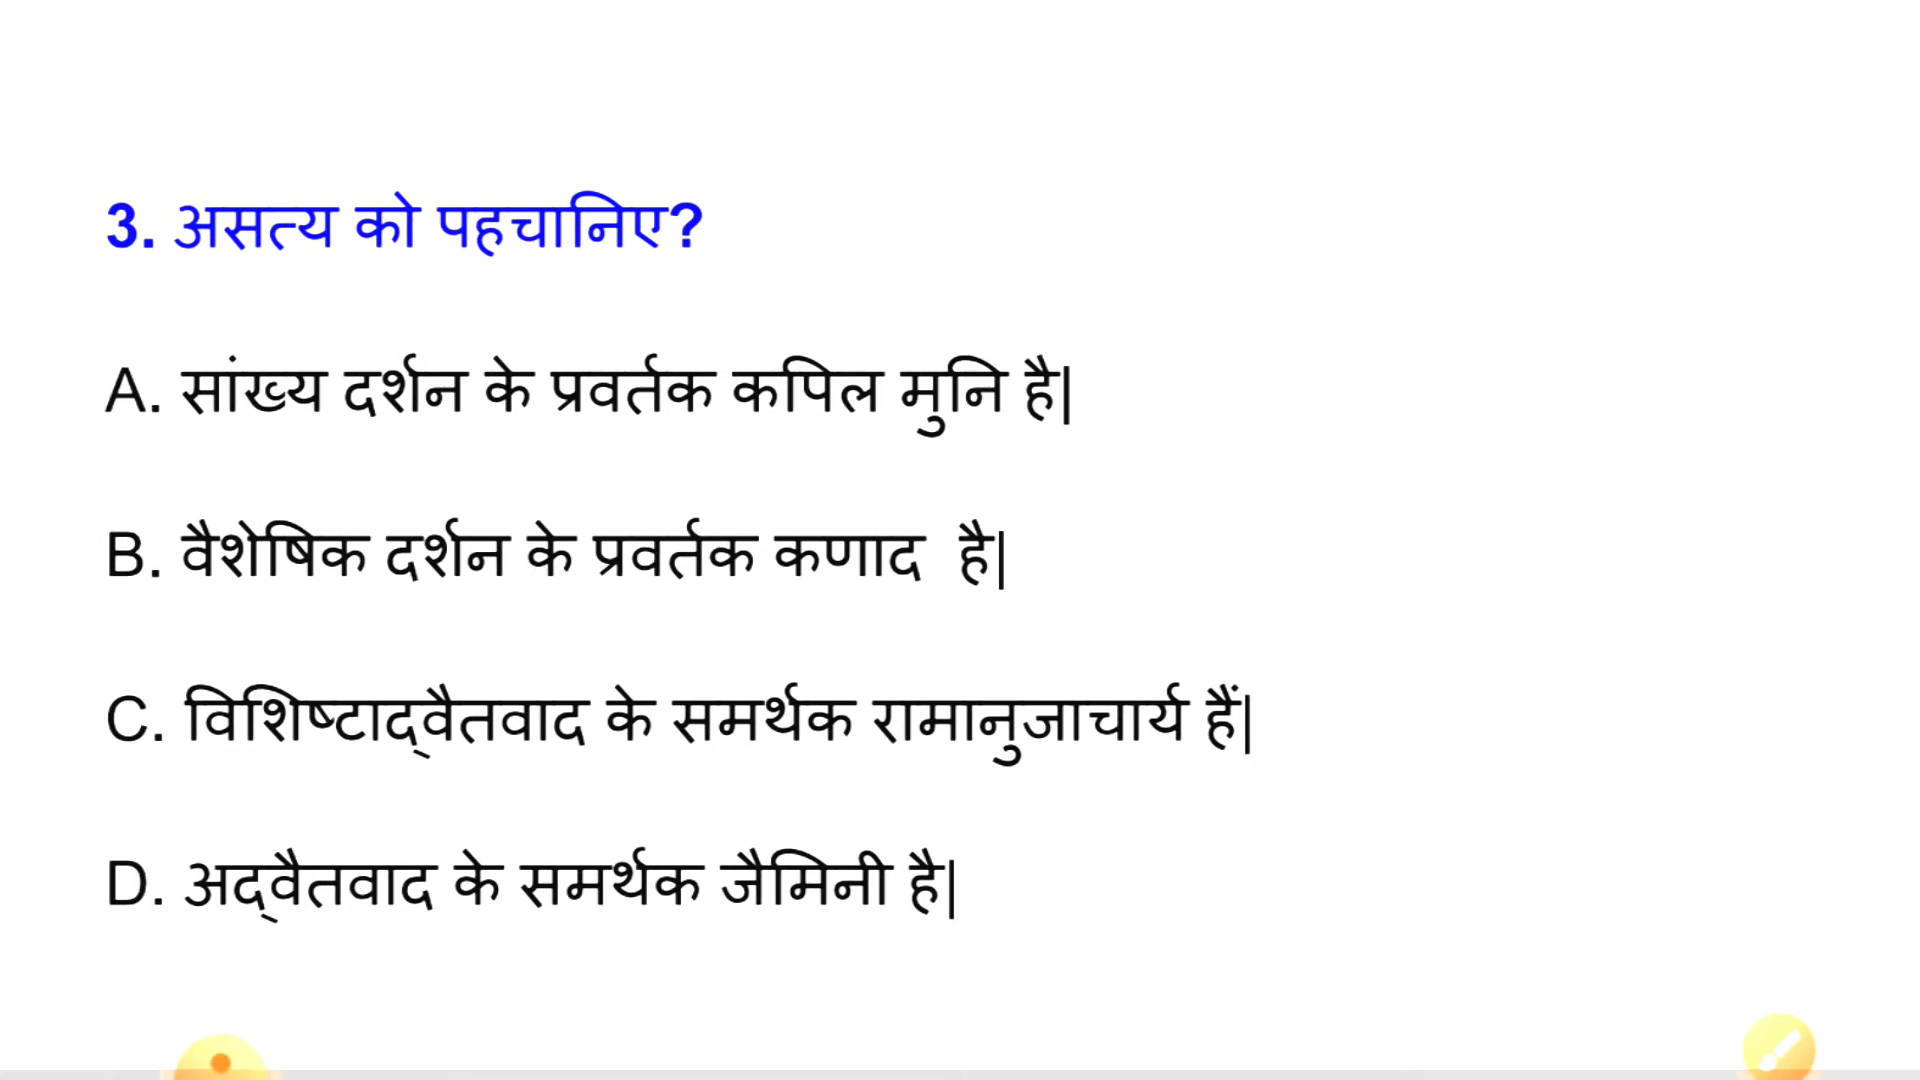 3. असत्य को पहचानिए?
A. सांख्य दर्शन के प्रवर्तक कपिल मुनि है|
B. वैशेषिक दर्शन के प्रवर्तक कणाद  है|
C. विशिष्टाद्वैतवाद के समर्थक रामानुजाचार्य हैं|
D. अद्वैतवाद के समर्थक जैमिनी है|